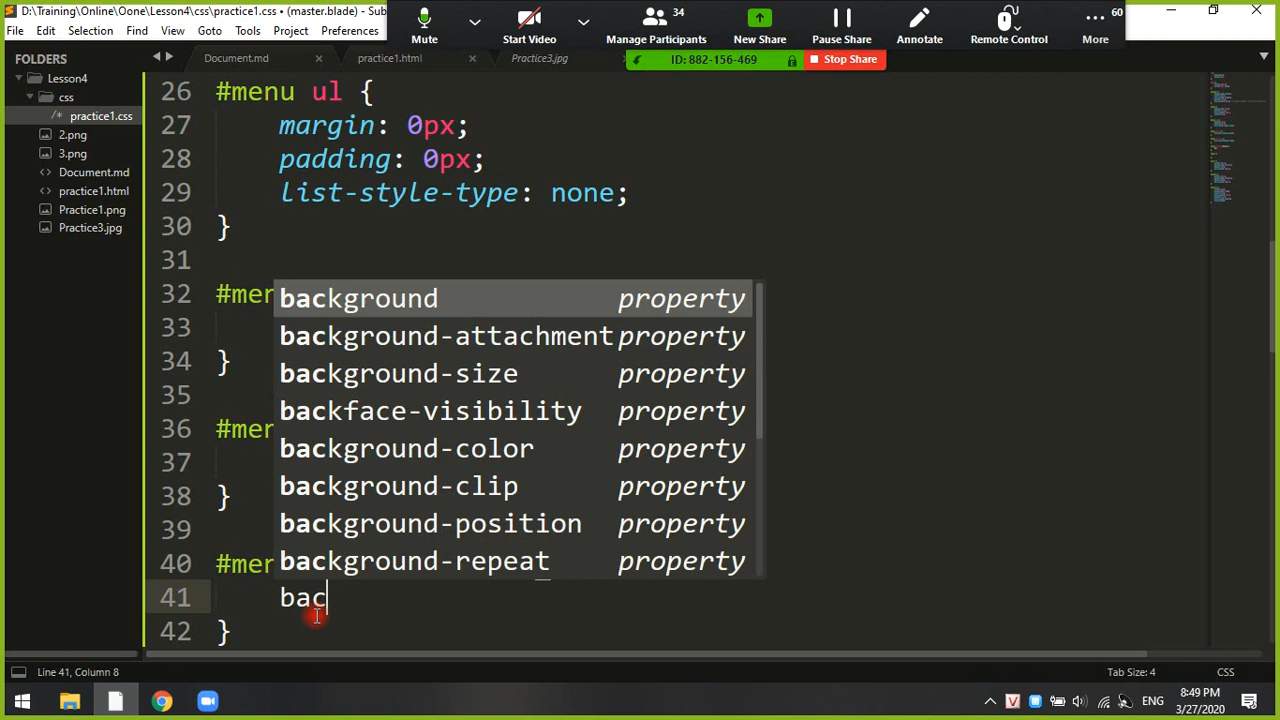 D:\Training\Online\Oone\Lesson4\css\practice1.css • (master.blade) - Sub
File Edit Selection Find View Goto Tools Project Preferences
34
60
Mute Start Video Manage Participants New Share Pause Share Annotate Remote Control More
ID: 882-156-469 Stop Share
FOLDERS
Lesson4
css
/* practice1.css
2.png
3.png
<> Document.md
<> practice1.html
Practice1.png
Practice3.jpg
Document.md × practice1.html × Practice3.jpg
26 #menu ul {
27 margin: 0px;
28 padding: 0px;
29 list-style-type: none;
30 }
31
32 #men
33
34 }
35
36 #men
37
38 }
39
40 #men
41 bac
42 }
background property
background-attachment property
background-size property
backface-visibility property
background-color property
background-clip property
background-position property
background-repeat property
Line 41, Column 8
Tab Size: 4 CSS
ENG
8:49 PM
3/27/2020